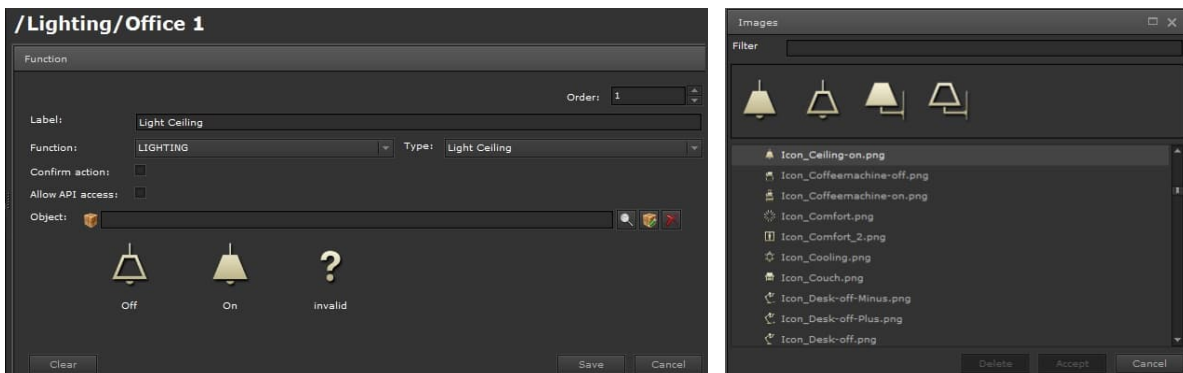 /Lighting/Office 1
Function
Order: 1
Label: Light Ceiling
Function: LIGHTING Type: Light Ceiling
Confirm action:
Allow API access:
Object:
?
Off On invalid
Clear Save Cancel
Images
Filter
Icon_Ceiling-on.png
Icon_Coffeemachine-off.png
Icon_Coffeemachine-on.png
Icon_Comfort.png
Icon_Comfort_2.png
Icon_Cooling.png
Icon_Couch.png
Icon_Desk-off-Minus.png
Icon_Desk-off-Plus.png
Icon_Desk-off.png
Delete Accept Cancel